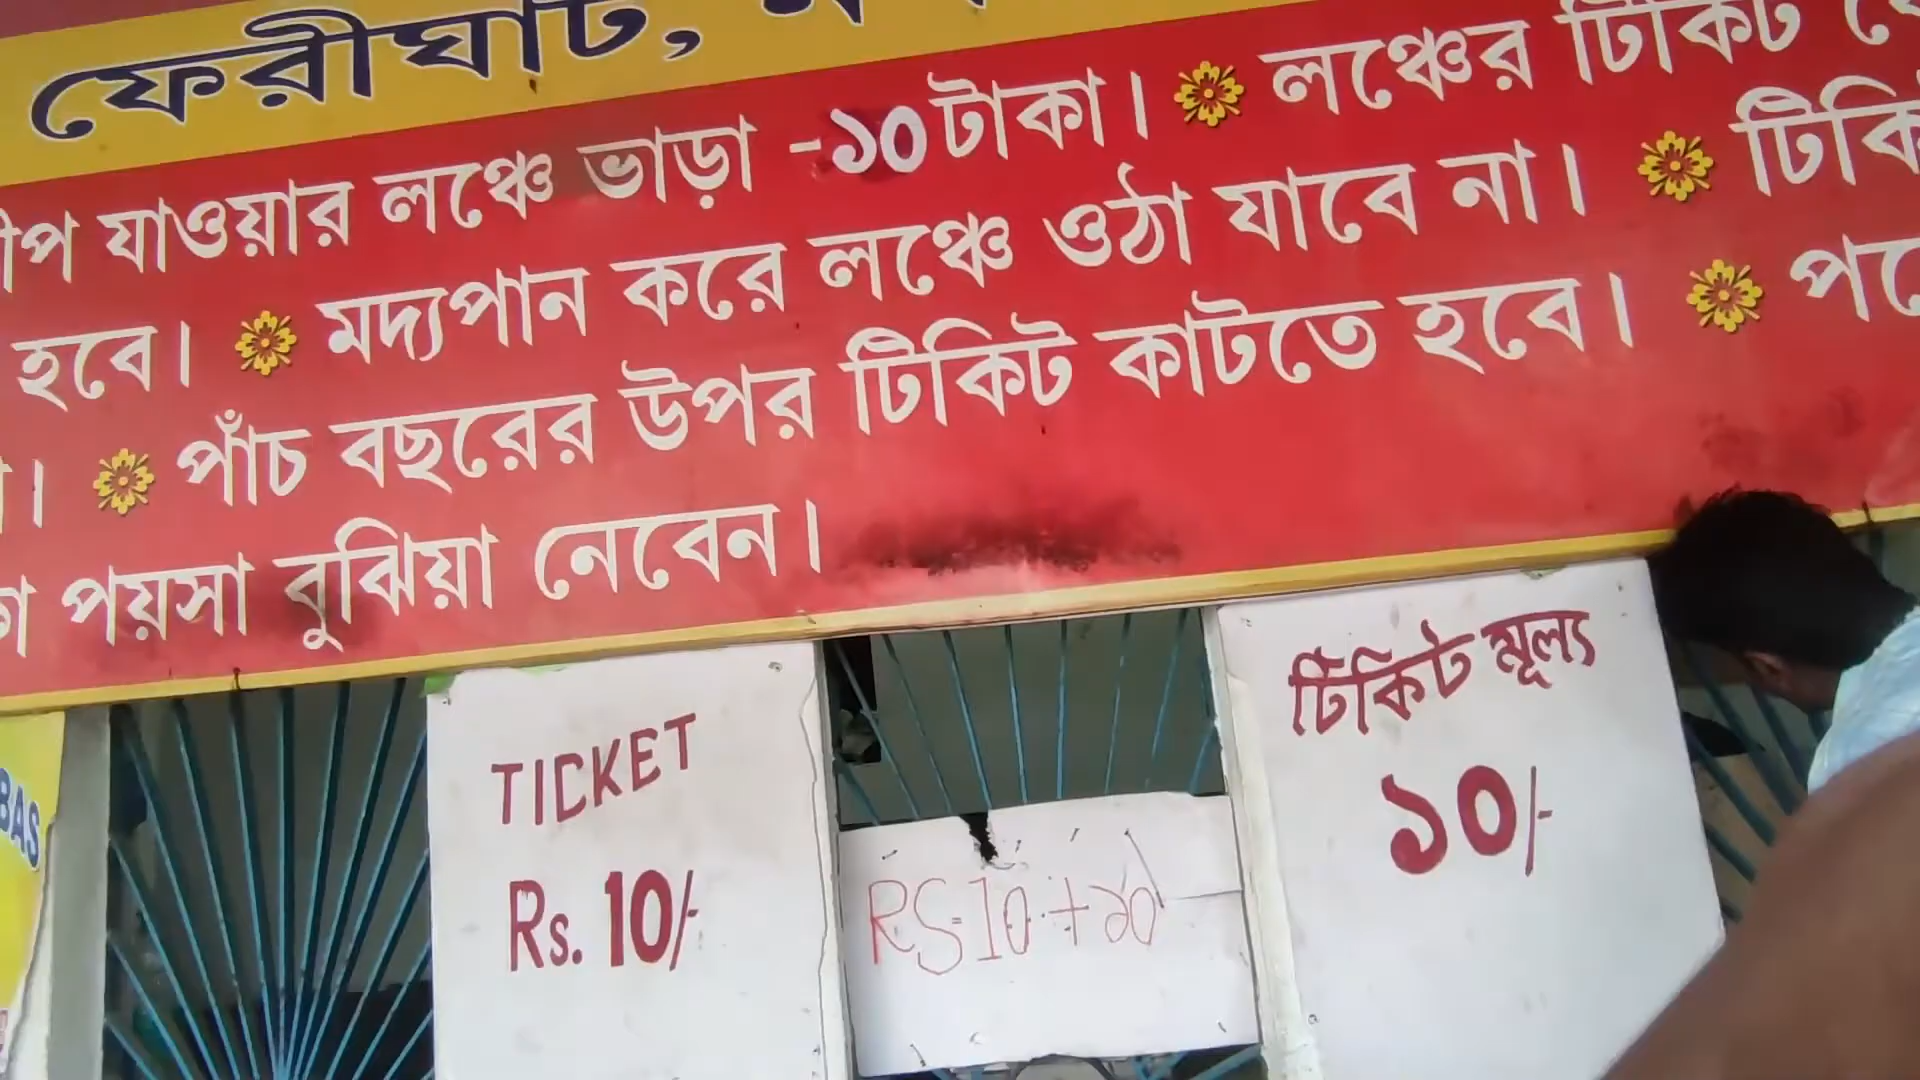 ফেরীঘাট,
যাওয়ার লঞ্চে ভাড়া -১০ টাকা। লঞ্চের টিকিট
হবে। মদ্যপান করে লঞ্চে ওঠা যাবে না।
পাঁচ বছরের উপর টিকিট কাটতে হবে।
পয়সা বুঝিয়া নেবেন।
BAS
TICKET
Rs. 10/-
RS-10 + ১০
টিকিট মূল্য
১০/-